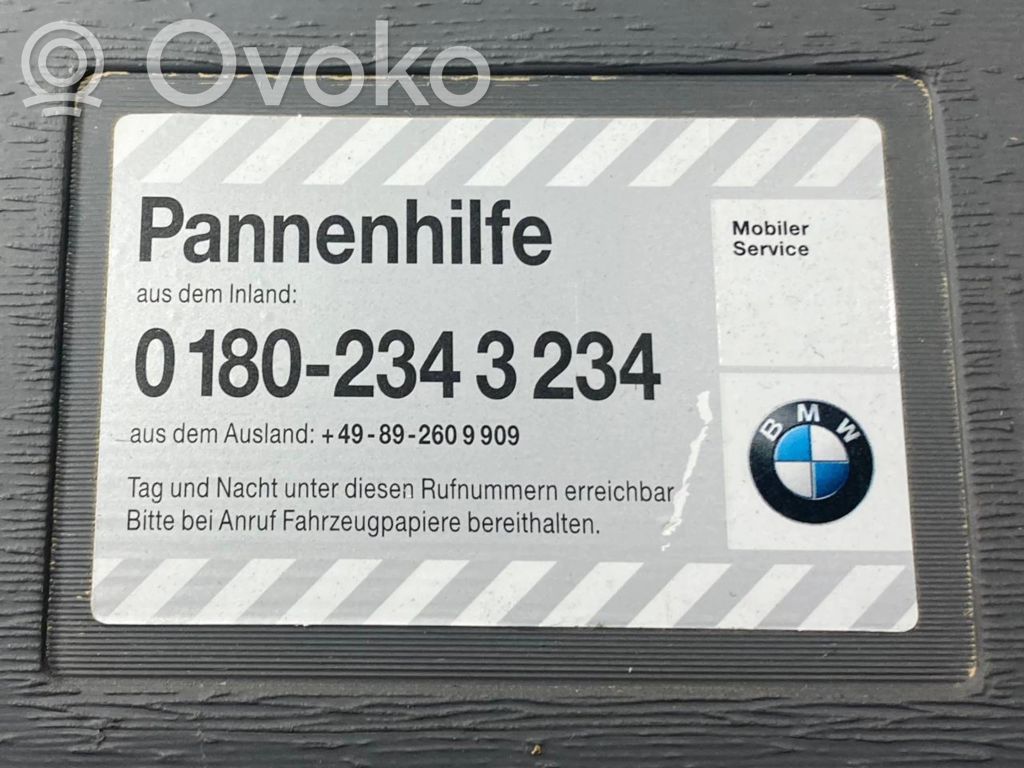 Ovoko
Pannenhilfe
aus dem Inland:
0 180-234 3 234
aus dem Ausland: +49-89-260 9 909
Tag und Nacht unter diesen Rufnummern erreichbar
Bitte bei Anruf Fahrzeugpapiere bereithalten.
Mobiler
Service
BMW